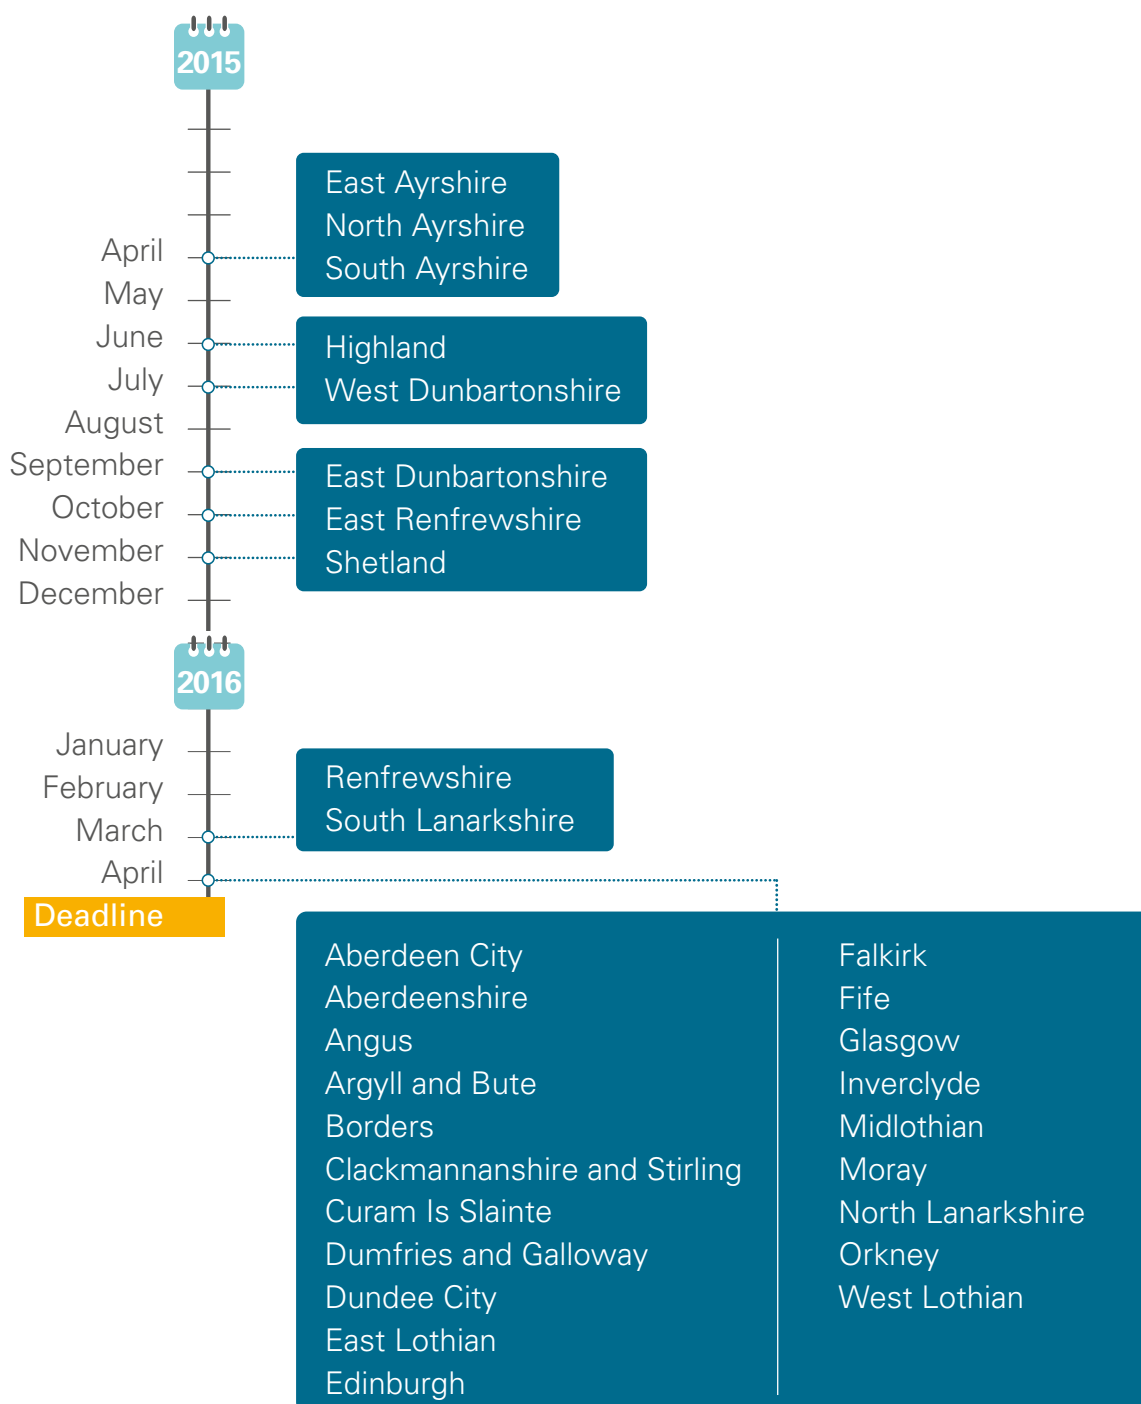 2015
East Ayrshire
North Ayrshire
April
South Ayrshire
May
June
Highland
July
West Dunbartonshire
August
September
East Dunbartonshire
October
East Renfrewshire
November
Shetland
December
2016
January
Renfrewshire
February
South Lanarkshire
March
April
Deadline
Aberdeen City
Aberdeenshire
Angus
Argyll and Bute
Borders
Clackmannanshire and Stirling
Curam Is Slainte
Dumfries and Galloway
Dundee City
East Lothian
Edinburgh
Falkirk
Fife
Glasgow
Inverclyde
Midlothian
Moray
North Lanarkshire
Orkney
West Lothian